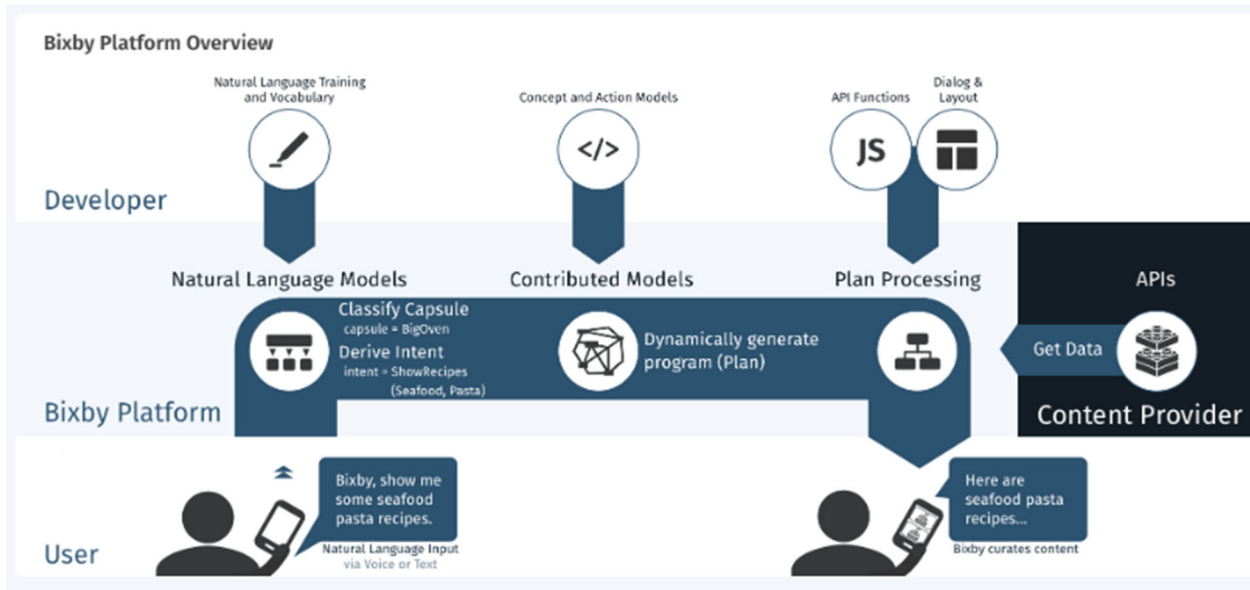 Bixby Platform Overview
Natural Language Training
and Vocabulary
Concept and Action Models
API Functions
Dialog &
Layout
</>
JS
Developer
Natural Language Models
Contributed Models
Plan Processing
APIs
Classify Capsule
capsule = BigOven
Derive Intent
intent = ShowRecipes
(Seafood, Pasta)
Dynamically generate
program (Plan)
Get Data
Bixby Platform
Content Provider
Bixby, show me
some seafood
pasta recipes.
Natural Language Input
via Voice or Text
Here are
seafood pasta
recipes...
Bixby curates content
User